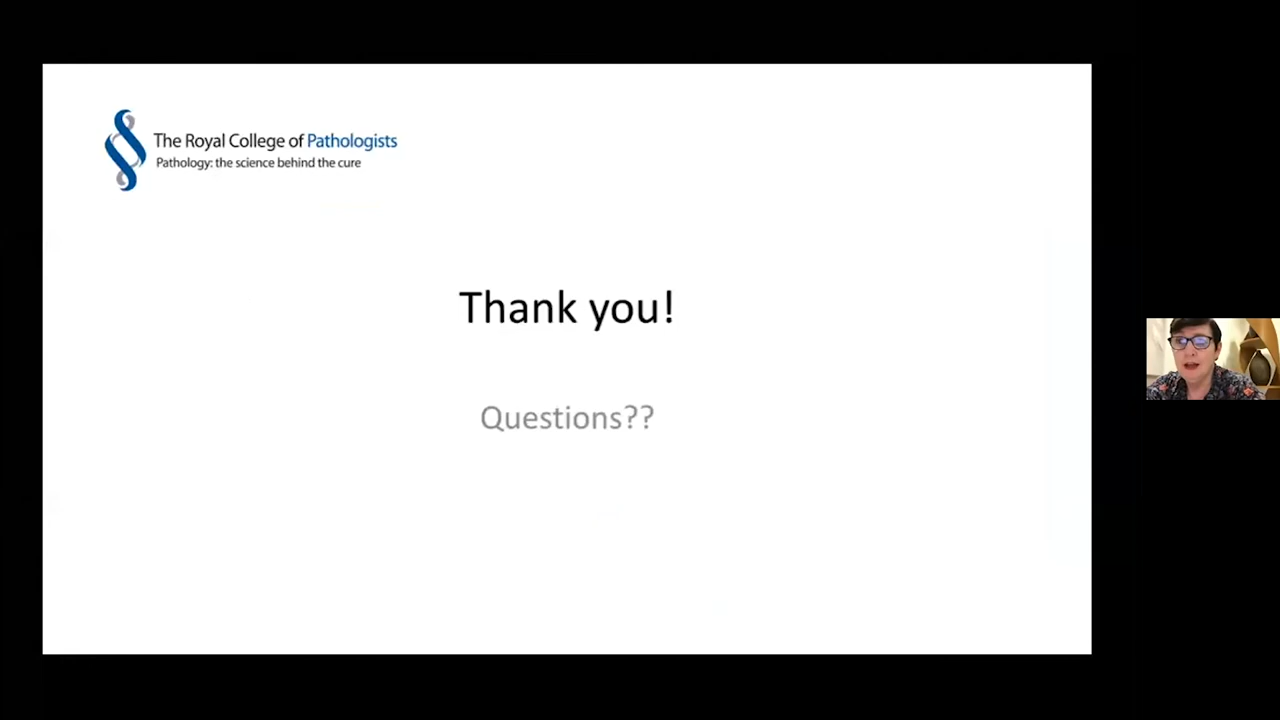 The Royal College of Pathologists
Pathology: the science behind the cure
Thank you!
Questions??